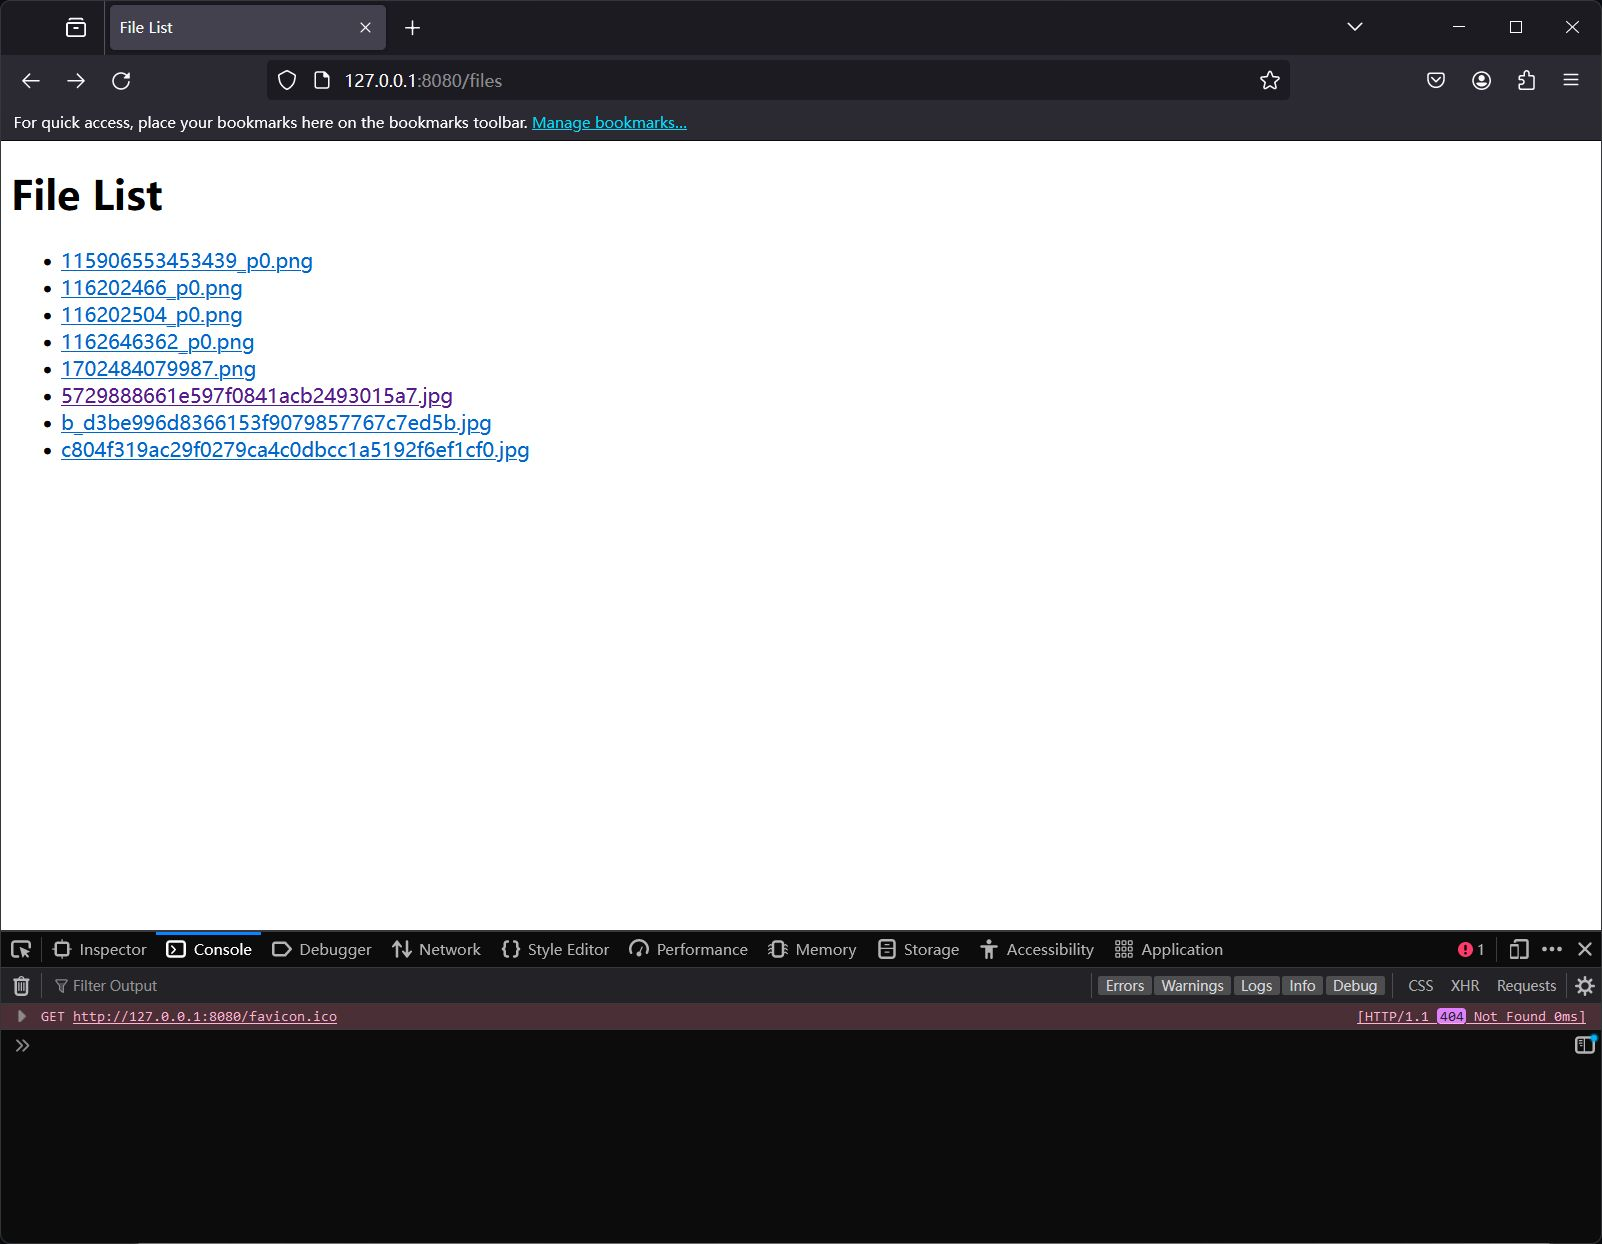 File List
127.0.0.1:8080/files
For quick access, place your bookmarks here on the bookmarks toolbar. Manage bookmarks...
File List
115906553453439_p0.png
116202466_p0.png
116202504_p0.png
1162646362_p0.png
1702484079987.png
5729888661e597f0841acb2493015a7.jpg
b_d3be996d8366153f9079857767c7ed5b.jpg
c804f319ac29f0279ca4c0dbcc1a5192f6ef1cf0.jpg
Inspector Console Debugger Network Style Editor Performance Memory Storage Accessibility Application 1
Filter Output Errors Warnings Logs Info Debug CSS XHR Requests
GET http://127.0.0.1:8080/favicon.ico [HTTP/1.1 404 Not Found 0ms]